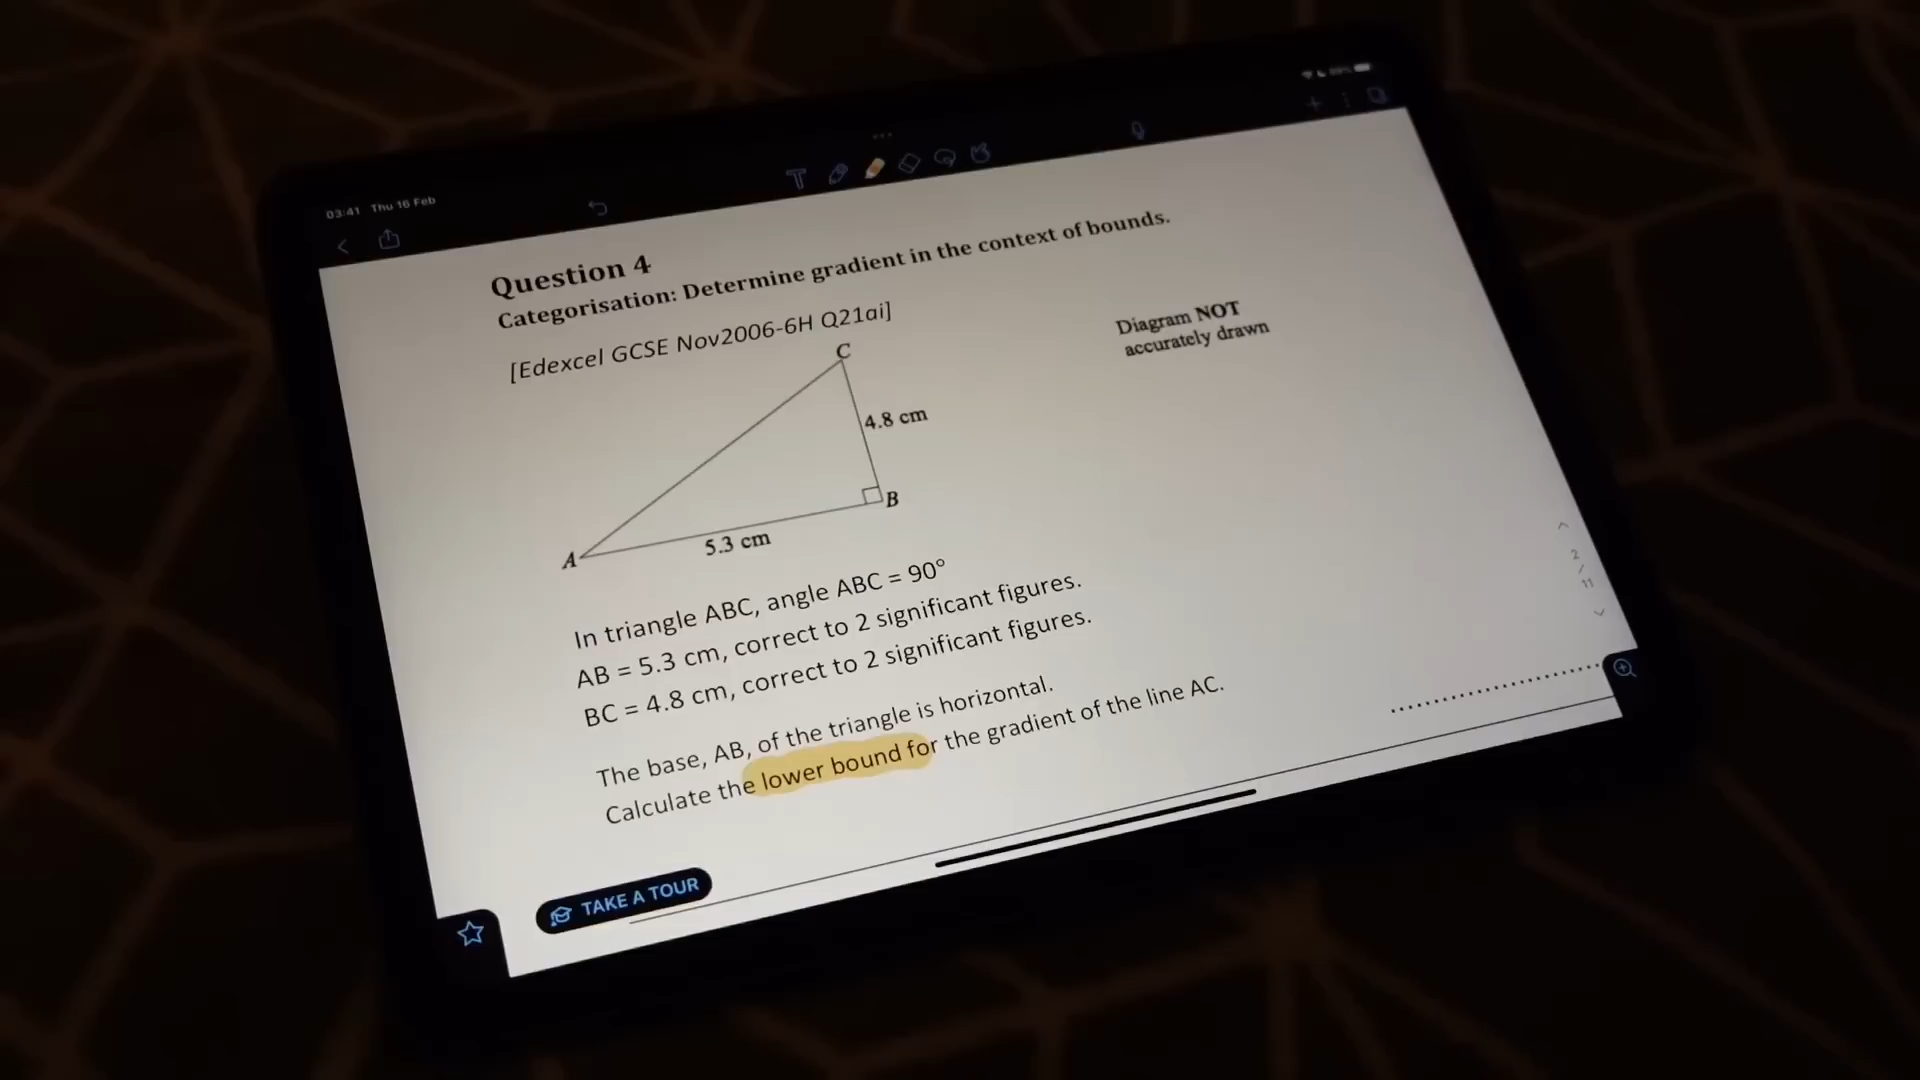 03:41 Thu 16 Feb
Question 4
Categorisation: Determine gradient in the context of bounds.
[Edexcel GCSE Nov2006-6H Q21ai]
Diagram NOT
accurately drawn
C
4.8 cm
B
A
5.3 cm
In triangle ABC, angle ABC = 90°
AB = 5.3 cm, correct to 2 significant figures.
BC = 4.8 cm, correct to 2 significant figures.
The base, AB, of the triangle is horizontal.
Calculate the lower bound for the gradient of the line AC.
2
/
11
TAKE A TOUR